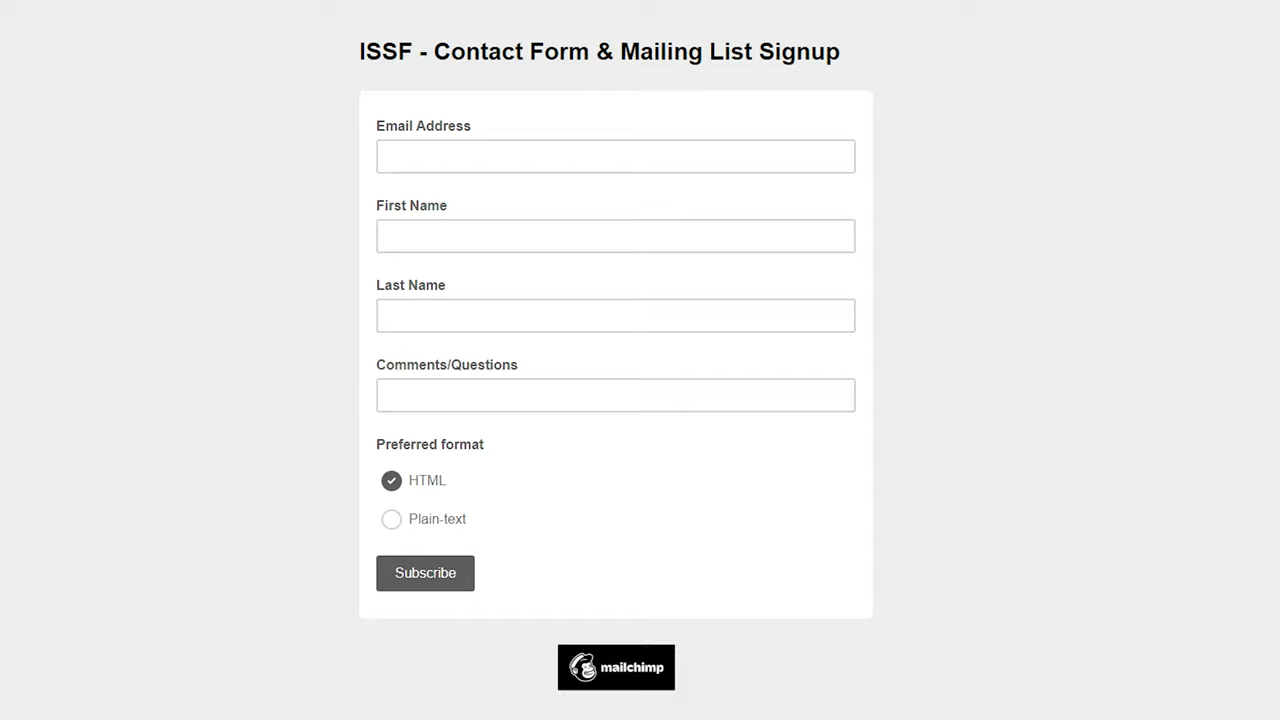 ISSF - Contact Form & Mailing List Signup
Email Address
First Name
Last Name
Comments/Questions
Preferred format
HTML
Plain-text
Subscribe
mailchimp